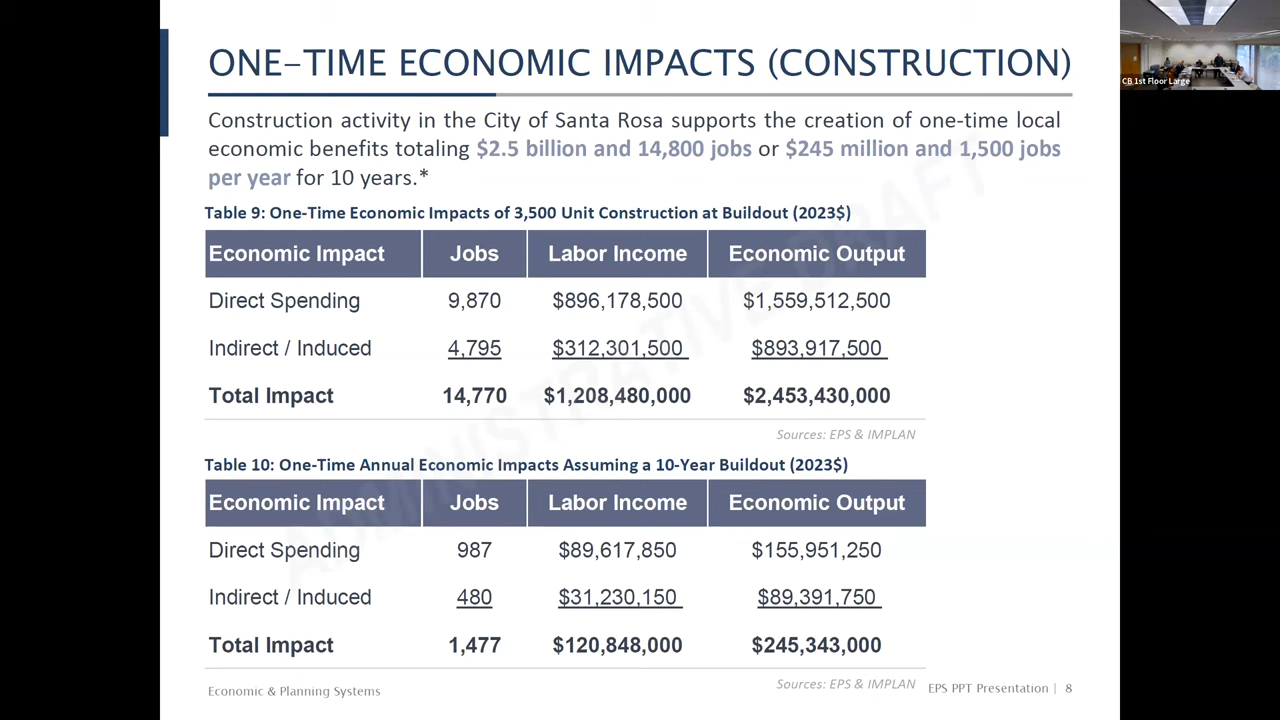 ONE-TIME ECONOMIC IMPACTS (CONSTRUCTION)
CB 1st Floor Large
Construction activity in the City of Santa Rosa supports the creation of one-time local
economic benefits totaling $2.5 billion and 14,800 jobs or $245 million and 1,500 jobs
per year for 10 years.*
Table 9: One-Time Economic Impacts of 3,500 Unit Construction at Buildout (2023$)
Economic Impact Jobs Labor Income Economic Output
Direct Spending 9,870 $896,178,500 $1,559,512,500
Indirect / Induced 4,795 $312,301,500 $893,917,500
Total Impact 14,770 $1,208,480,000 $2,453,430,000
Sources: EPS & IMPLAN
Table 10: One-Time Annual Economic Impacts Assuming a 10-Year Buildout (2023$)
Economic Impact Jobs Labor Income Economic Output
Direct Spending 987 $89,617,850 $155,951,250
Indirect / Induced 480 $31,230,150 $89,391,750
Total Impact 1,477 $120,848,000 $245,343,000
Sources: EPS & IMPLAN
Economic & Planning Systems
EPS PPT Presentation | 8
ADMINISTRATIVE DRAFT